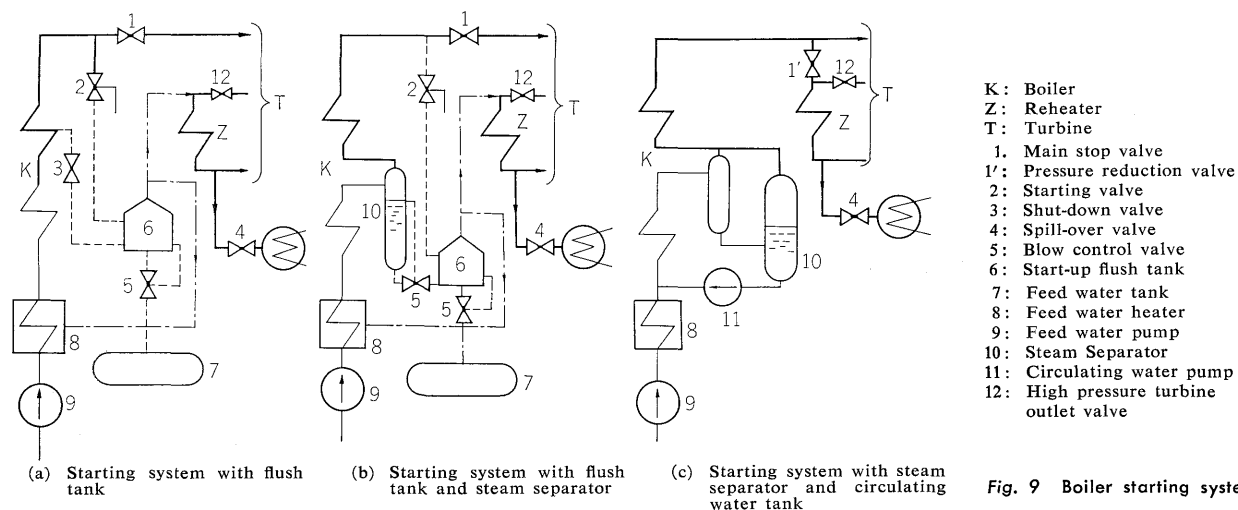 1
2
12
T
Z
K
3
6
4
5
8
7
9
1
2
12
T
Z
K
10
6
4
5
5
8
7
9
1'
12
T
Z
K
4
10
11
8
9
(a) Starting system with flush
tank
(b) Starting system with flush
tank and steam separator
(c) Starting system with steam
separator and circulating
water tank
K: Boiler
Z: Reheater
T: Turbine
1. Main stop valve
1': Pressure reduction valve
2: Starting valve
3: Shut-down valve
4: Spill-over valve
5: Blow control valve
6: Start-up flush tank
7: Feed water tank
8: Feed water heater
9: Feed water pump
10: Steam Separator
11: Circulating water pump
12: High pressure turbine
outlet valve
Fig. 9 Boiler starting syste